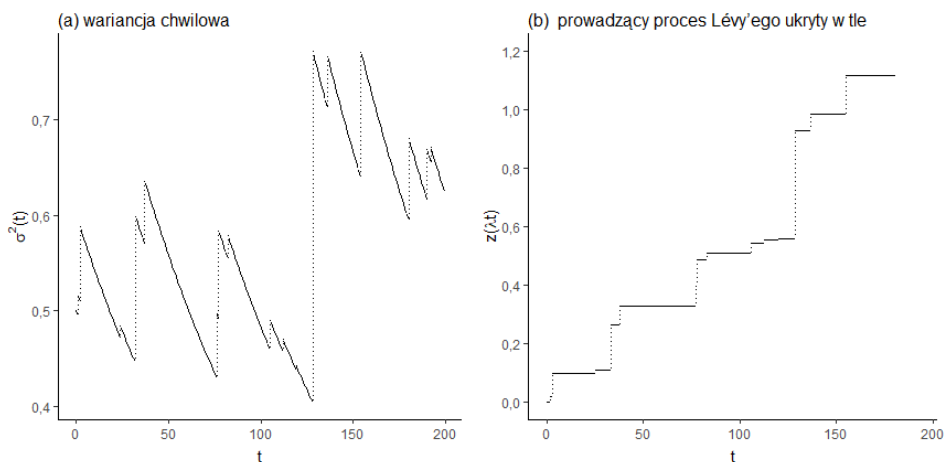 (a) wariancja chwilowa
(b) prowadzący proces Lévy’ego ukryty w tle
σ²(t)
0,7
0,6
0,5
0,4
0 50 100 150 200
t
z(λt)
1,2
1,0
0,8
0,6
0,4
0,2
0,0
0 50 100 150 200
t